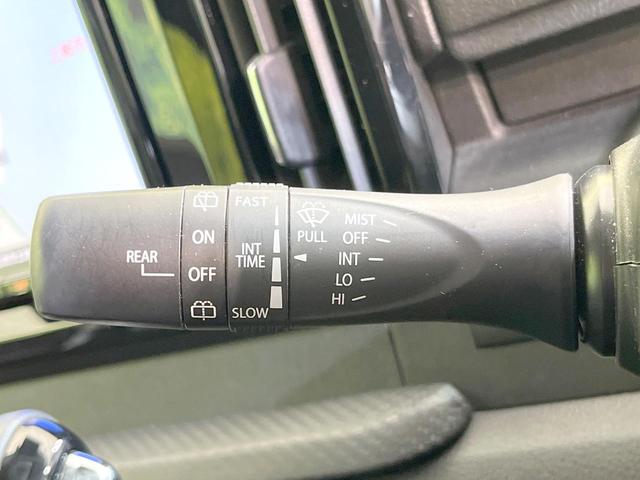 REAR
ON
OFF
FAST
INT
TIME
SLOW
PULL
MIST
OFF
INT
LO
HI